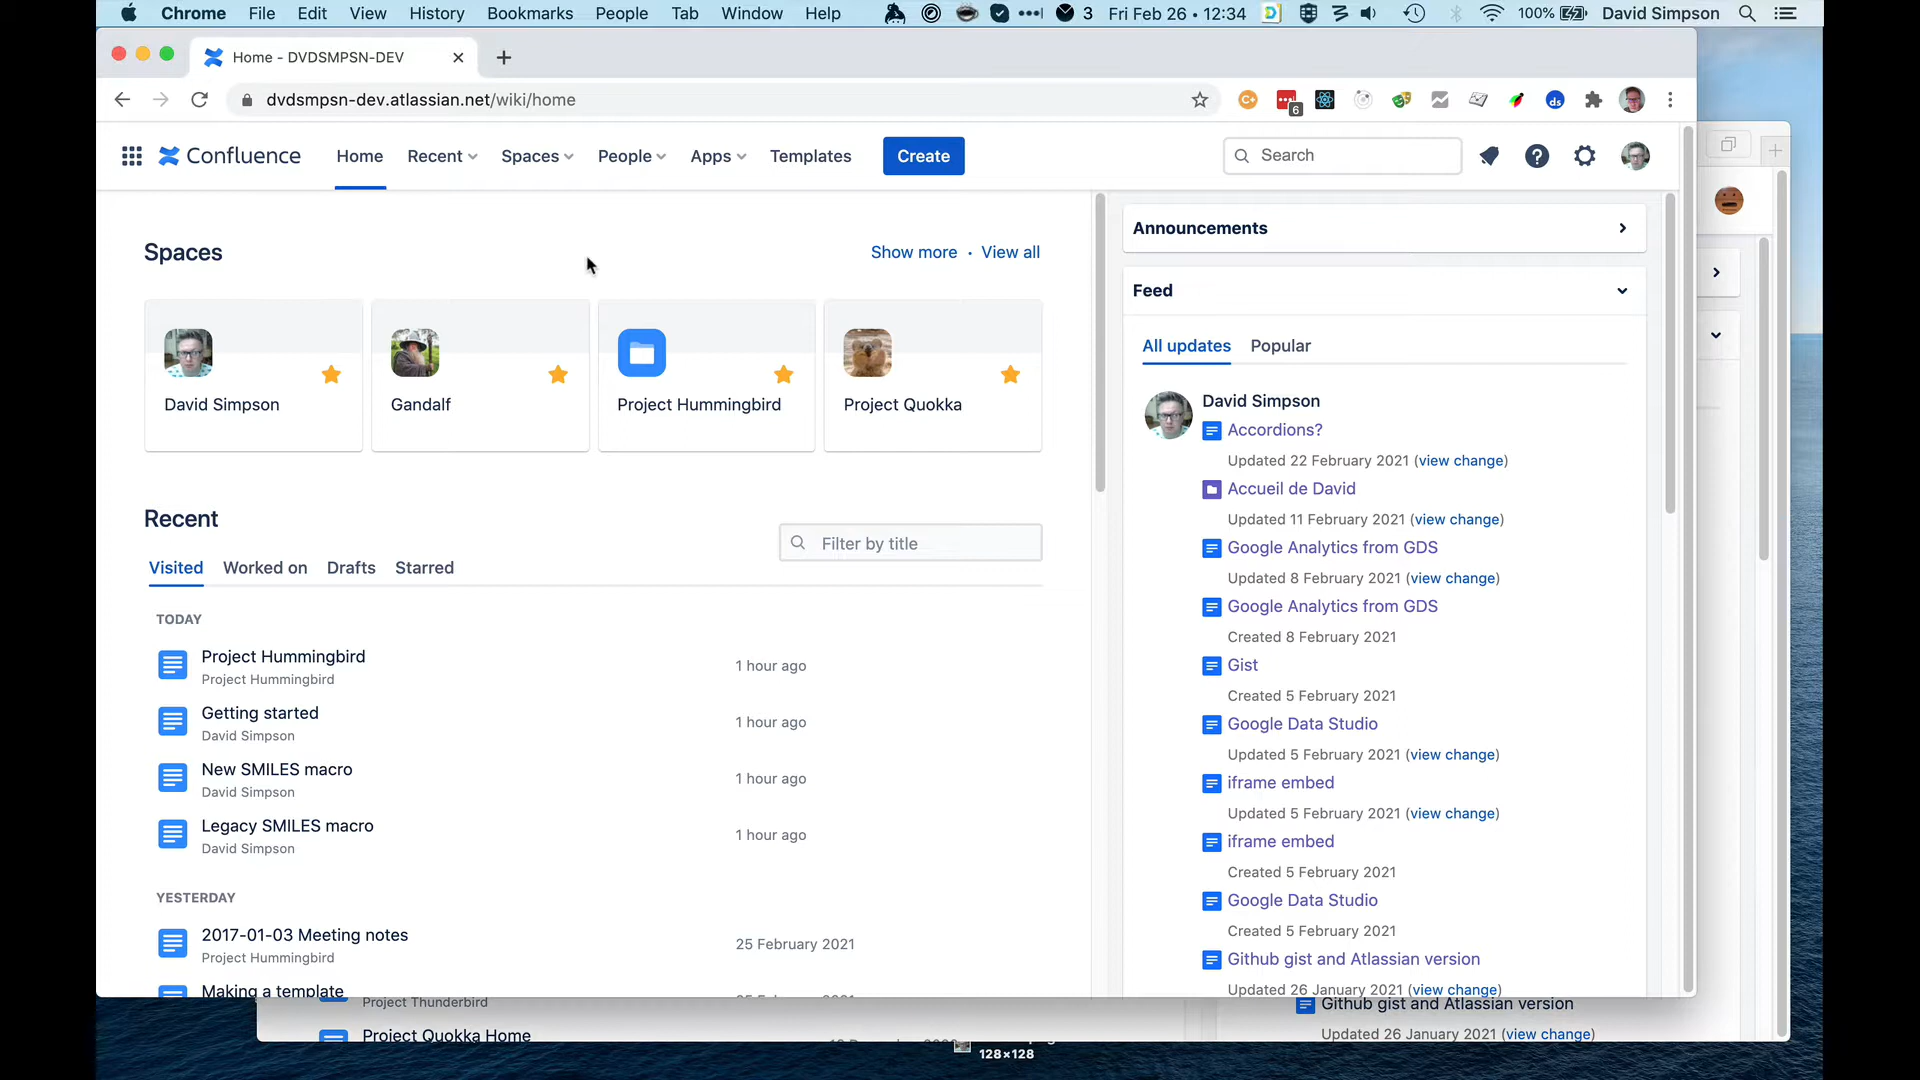 Chrome File Edit View History Bookmarks People Tab Window Help 3 Fri Feb 26 • 12:34 100% David Simpson
Home - DVDSMPSN-DEV
dvdsmpsn-dev.atlassian.net/wiki/home
6
ds
Confluence Home Recent Spaces People Apps Templates Create Search
Spaces
Show more • View all
David Simpson
Gandalf
Project Hummingbird
Project Quokka
Recent
Filter by title
Visited Worked on Drafts Starred
TODAY
Project Hummingbird
Project Hummingbird
1 hour ago
Getting started
David Simpson
1 hour ago
New SMILES macro
David Simpson
1 hour ago
Legacy SMILES macro
David Simpson
1 hour ago
YESTERDAY
2017-01-03 Meeting notes
Project Hummingbird
25 February 2021
Making a template
Announcements
Feed
All updates Popular
David Simpson
Accordions?
Updated 22 February 2021 (view change)
Accueil de David
Updated 11 February 2021 (view change)
Google Analytics from GDS
Updated 8 February 2021 (view change)
Google Analytics from GDS
Created 8 February 2021
Gist
Created 5 February 2021
Google Data Studio
Updated 5 February 2021 (view change)
iframe embed
Updated 5 February 2021 (view change)
iframe embed
Created 5 February 2021
Google Data Studio
Created 5 February 2021
Github gist and Atlassian version
Updated 26 January 2021 (view change)
Project Thunderbird
Project Quokka Home
Github gist and Atlassian version
Updated 26 January 2021 (view change)
128×128